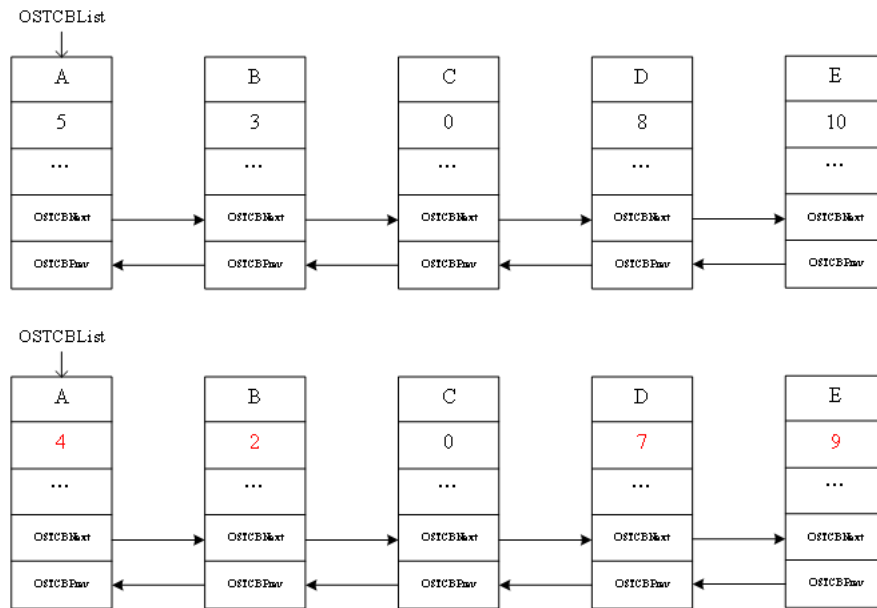 OSTCBList
A B C D E
5 3 0 8 10
... ... ... ... ...
OSTCBNext OSTCBNext OSTCBNext OSTCBNext OSTCBNext
OSTCBPrev OSTCBPrev OSTCBPrev OSTCBPrev OSTCBPrev
OSTCBList
A B C D E
4 2 0 7 9
... ... ... ... ...
OSTCBNext OSTCBNext OSTCBNext OSTCBNext OSTCBNext
OSTCBPrev OSTCBPrev OSTCBPrev OSTCBPrev OSTCBPrev